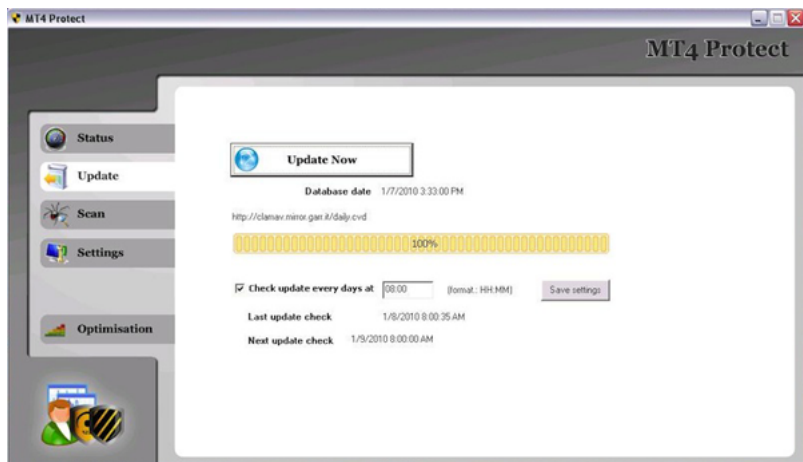 MT4 Protect
MT4 Protect
Status
Update
Scan
Settings
Optimisation
Update Now
Database date 1/7/2010 3:33:00 PM
http://clamav.mirror.garr.it/daily.cvd
100%
Check update every days at 08:00 (format.: HH:MM) Save settings
Last update check 1/8/2010 8:00:35 AM
Next update check 1/9/2010 8:00:00 AM